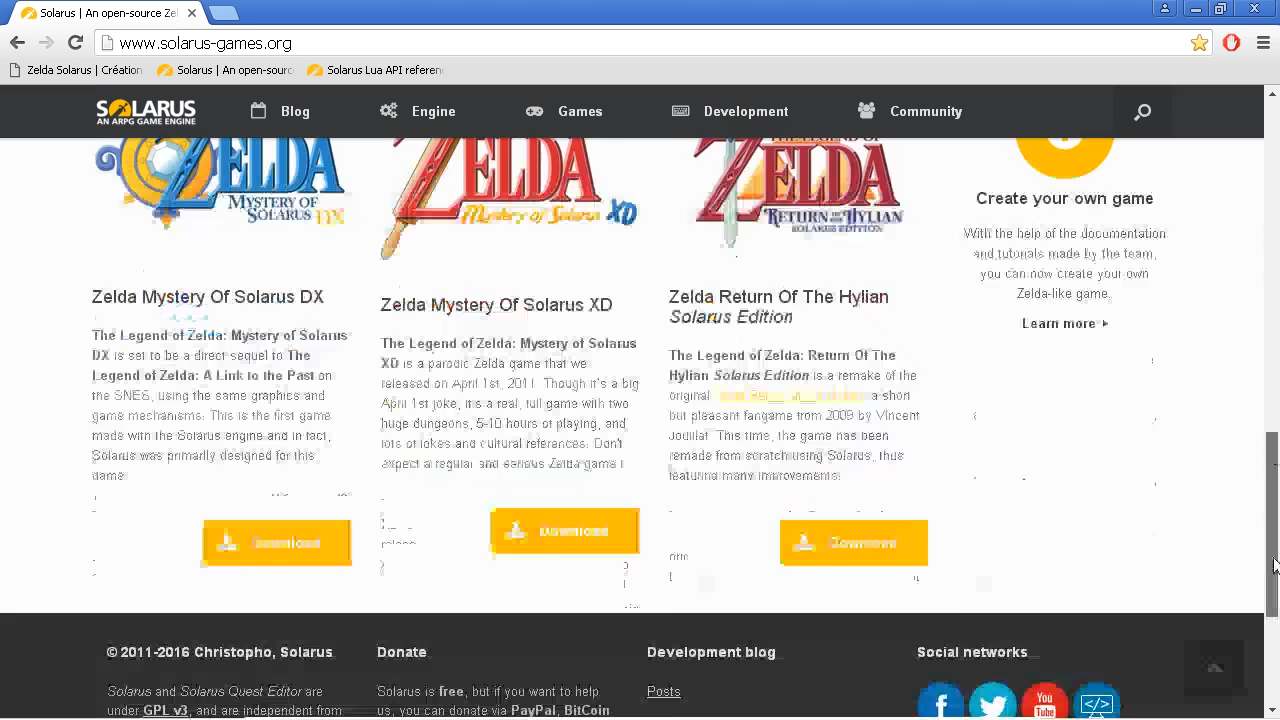 Solarus | An open-source Zel
www.solarus-games.org
Zelda Solarus | Création
Solarus | An open-sourc
Solarus Lua API referen
SOLARUS
AN ARPG GAME ENGINE
Blog
Engine
Games
Development
Community
ZELDA
MYSTERY OF
SOLARUS DX
ZELDA
Mystery of Solarus XD
THE LEGEND OF
ZELDA
RETURN OF THE HYLIAN
SOLARUS EDITION
Zelda Mystery Of Solarus DX
The Legend of Zelda: Mystery of Solarus
DX is set to be a direct sequel to The
Legend of Zelda: A Link to the Past on
the SNES, using the same graphics and
game mechanisms. This is the first game
made with the Solarus engine and in fact,
Solarus was primarily designed for this
game.
Download
Zelda Mystery Of Solarus XD
The Legend of Zelda: Mystery of Solarus
XD is a parodic Zelda game that we
released on April 1st, 2011. Though it's a big
April 1st joke, it's a real, full game with two
huge dungeons, 5-10 hours of playing, and
lots of jokes and cultural references. Don't
expect a regular and serious Zelda game !
Download
Zelda Return Of The Hylian
Solarus Edition
The Legend of Zelda: Return Of The
Hylian Solarus Edition is a remake of the
original a short
but pleasant fangame from 2009 by Vincent
Jouillat. This time, the game has been
remade from scratch using Solarus, thus
featuring many improvements.
Download
Create your own game
With the help of the documentation
and tutorials made by the team,
you can now create your own
Zelda-like game.
Learn more
© 2011-2016 Christopho, Solarus
Solarus and Solarus Quest Editor are
under GPL v3, and are independent from
Donate
Solarus is free, but if you want to help
us, you can donate via PayPal, BitCoin
Development blog
Posts
Social networks
You
Tube